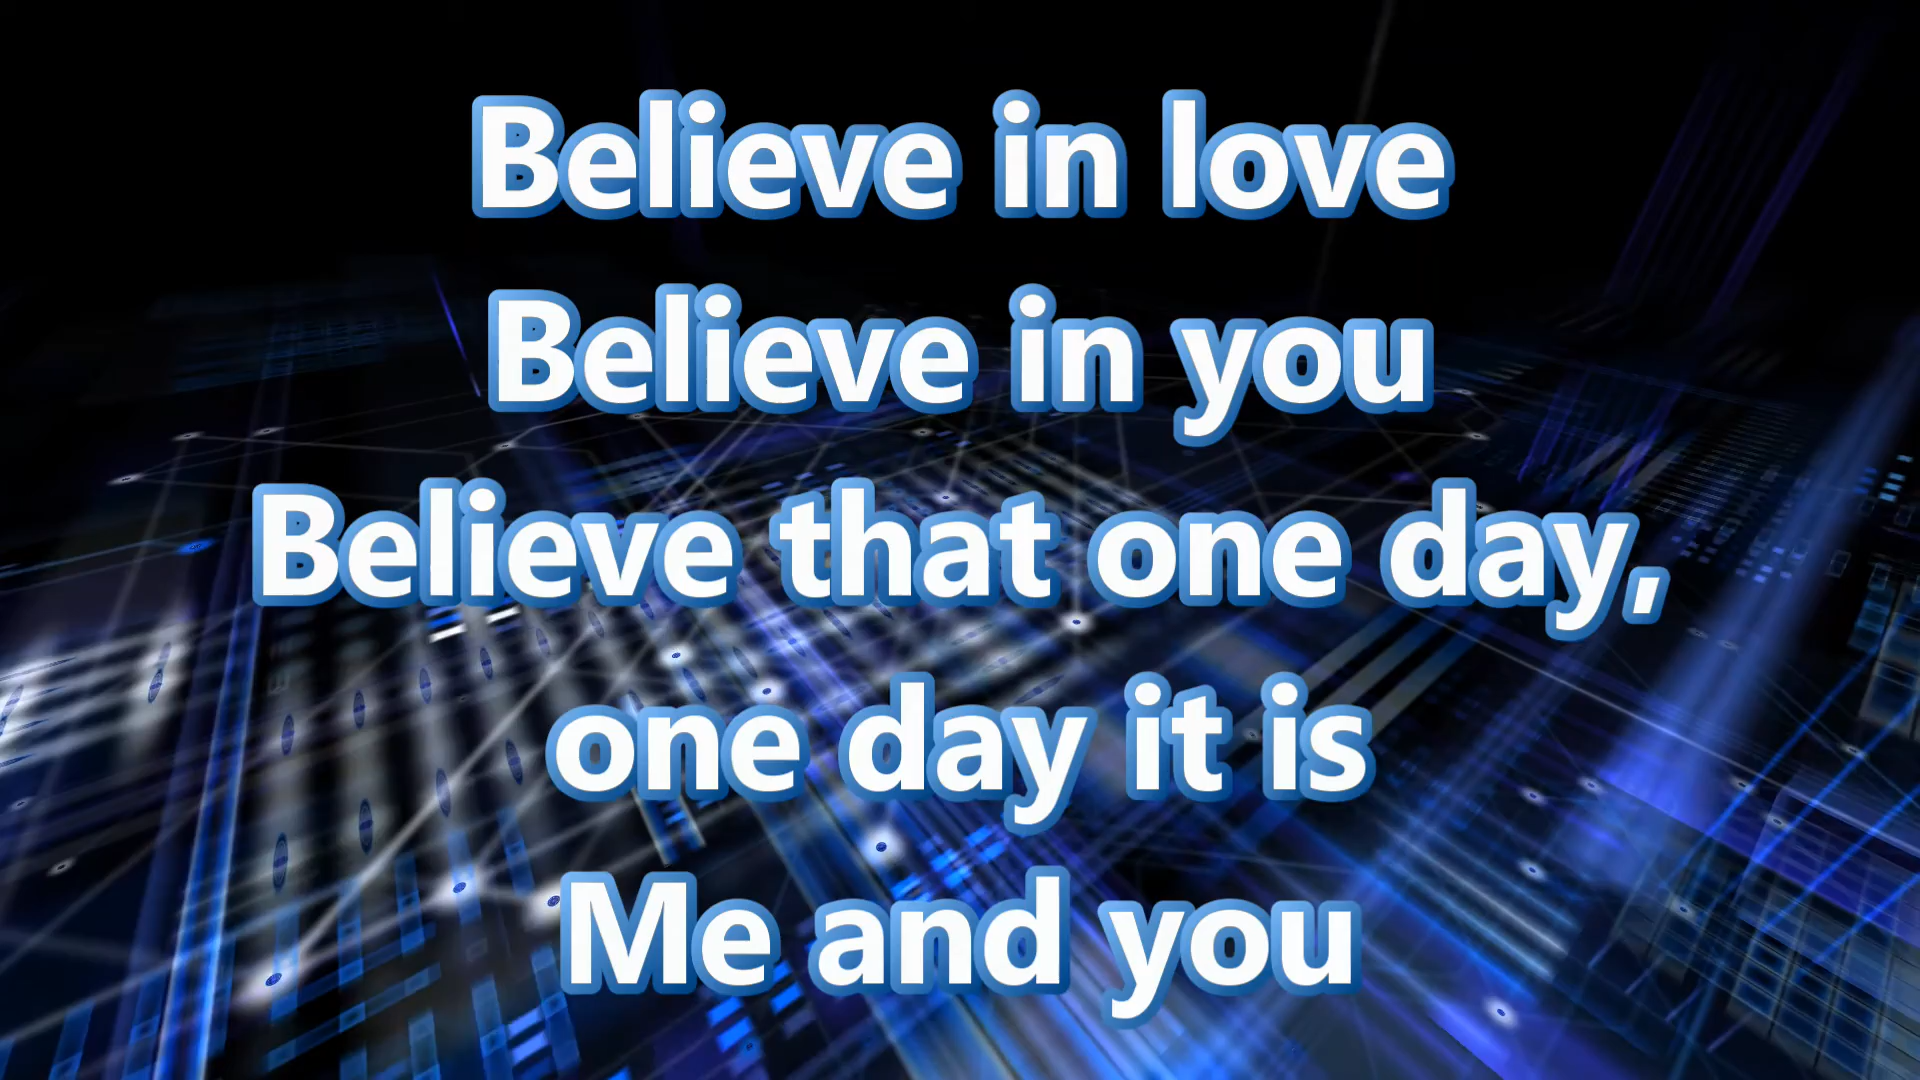 Believe in love
Believe in you
Believe that one day,
one day it is
Me and you